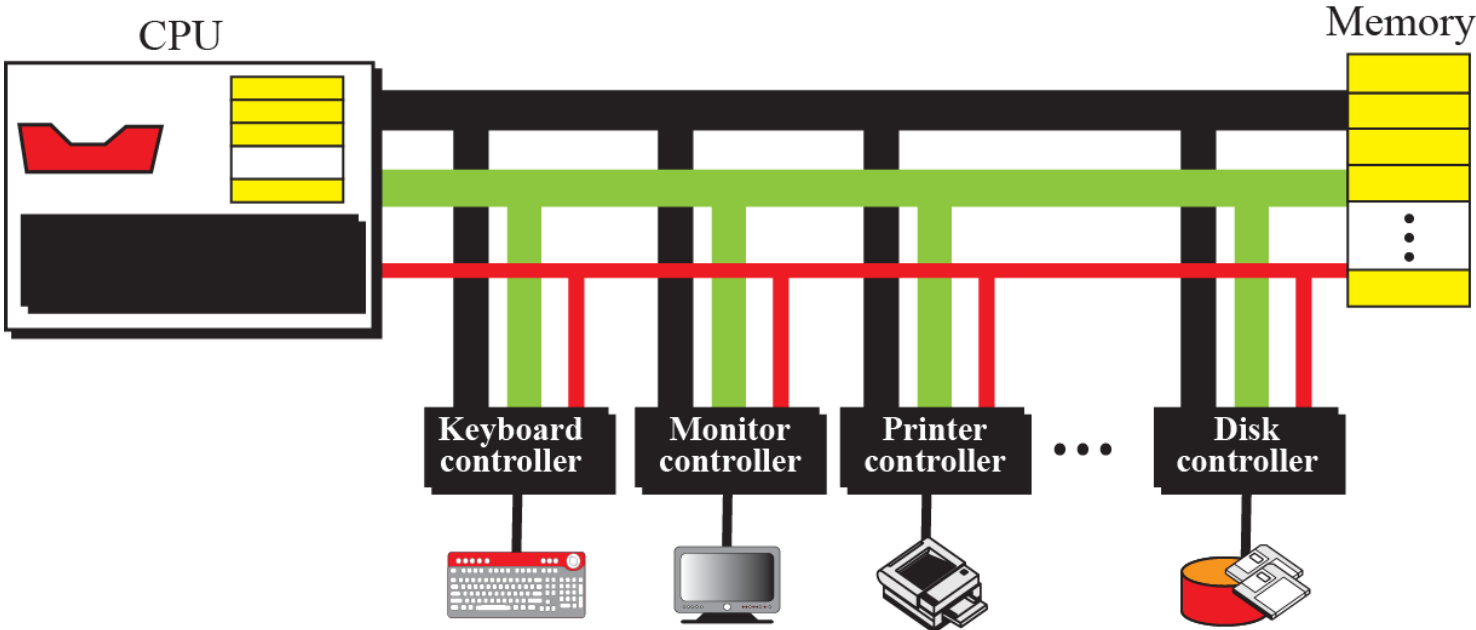 CPU
Memory
Keyboard
controller
Monitor
controller
Printer
controller
Disk
controller